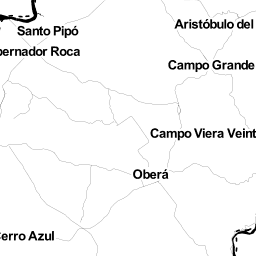 Santo Pipó
Aristóbulo del
bernador Roca
Campo Grande
Campo Viera Veint
Oberá
Cerro Azul